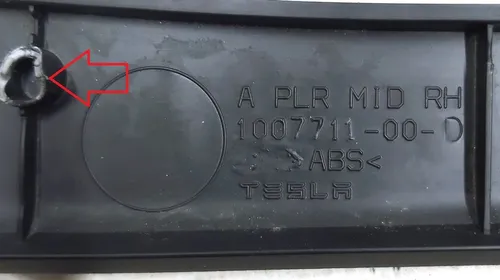 A PLR MID RH
1007711-00-D
ABS<
TESLA